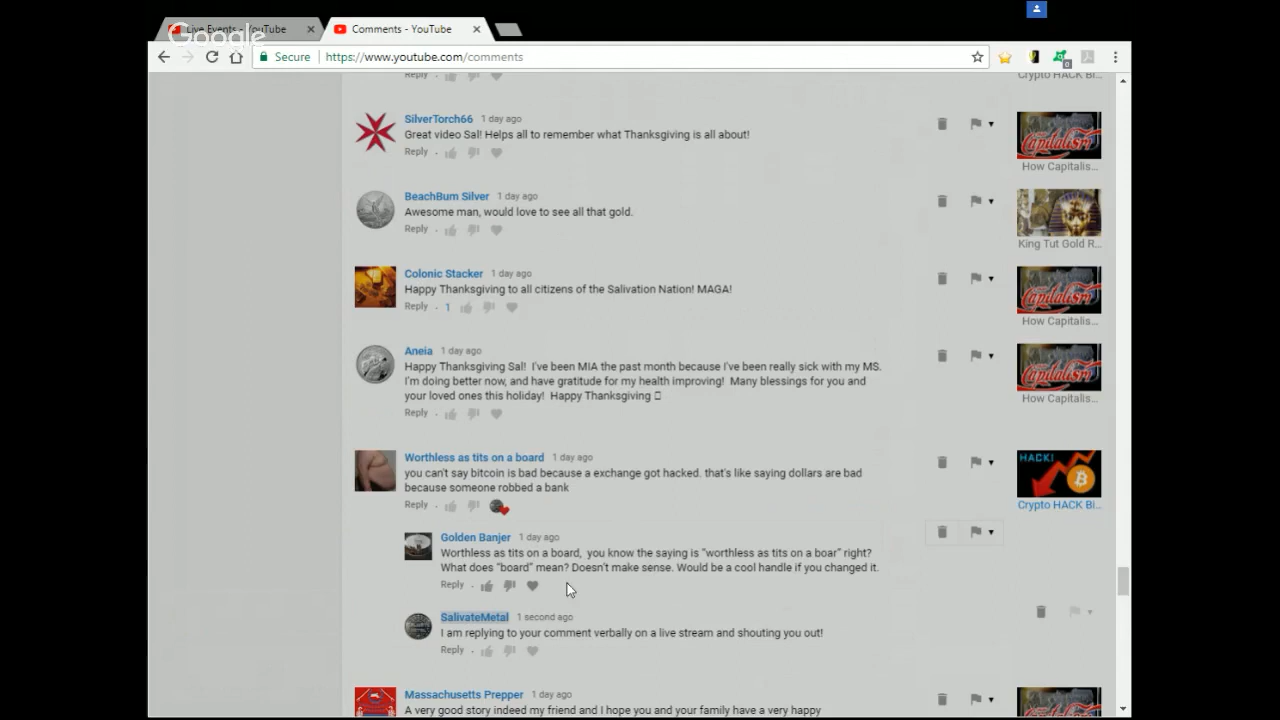 Live Events - YouTube
Comments - YouTube
Google
Secure
https://www.youtube.com/comments
0
Reply
Crypto HACK Bi...
SilverTorch66 1 day ago
Great video Sal! Helps all to remember what Thanksgiving is all about!
Reply
How Capitalis...
BeachBum Silver 1 day ago
Awesome man, would love to see all that gold.
Reply
King Tut Gold R...
Colonic Stacker 1 day ago
Happy Thanksgiving to all citizens of the Salivation Nation! MAGA!
Reply 1
Capitalism
How Capitalis...
Aneia 1 day ago
Happy Thanksgiving Sal! I've been MIA the past month because I've been really sick with my MS.
I'm doing better now, and have gratitude for my health improving! Many blessings for you and
your loved ones this holiday! Happy Thanksgiving
Reply
Capitalism
How Capitalis...
Worthless as tits on a board 1 day ago
you can't say bitcoin is bad because a exchange got hacked. that's like saying dollars are bad
because someone robbed a bank
Reply
HACK!
Crypto HACK Bi...
Golden Banjer 1 day ago
Worthless as tits on a board, you know the saying is "worthless as tits on a boar" right?
What does "board" mean? Doesn't make sense. Would be a cool handle if you changed it.
Reply
SalivateMetal 1 second ago
I am replying to your comment verbally on a live stream and shouting you out!
Reply
Massachusetts Prepper 1 day ago
A very good story indeed my friend and I hope you and your family have a very happy